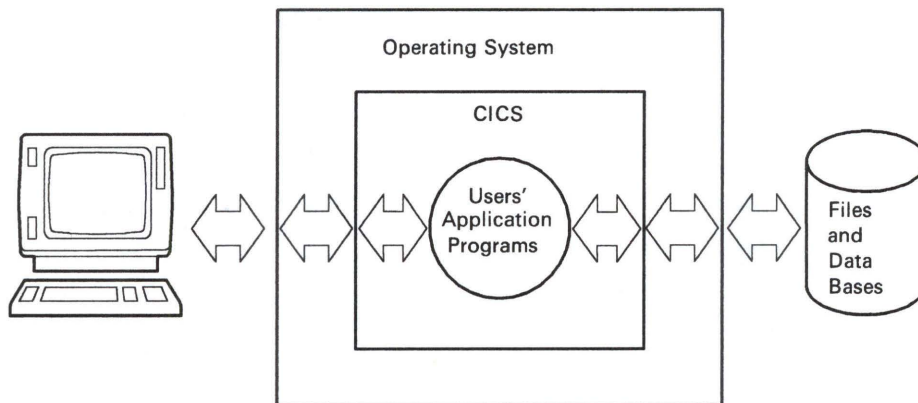 Operating System
CICS
Users'
Application
Programs
Files
and
Data
Bases